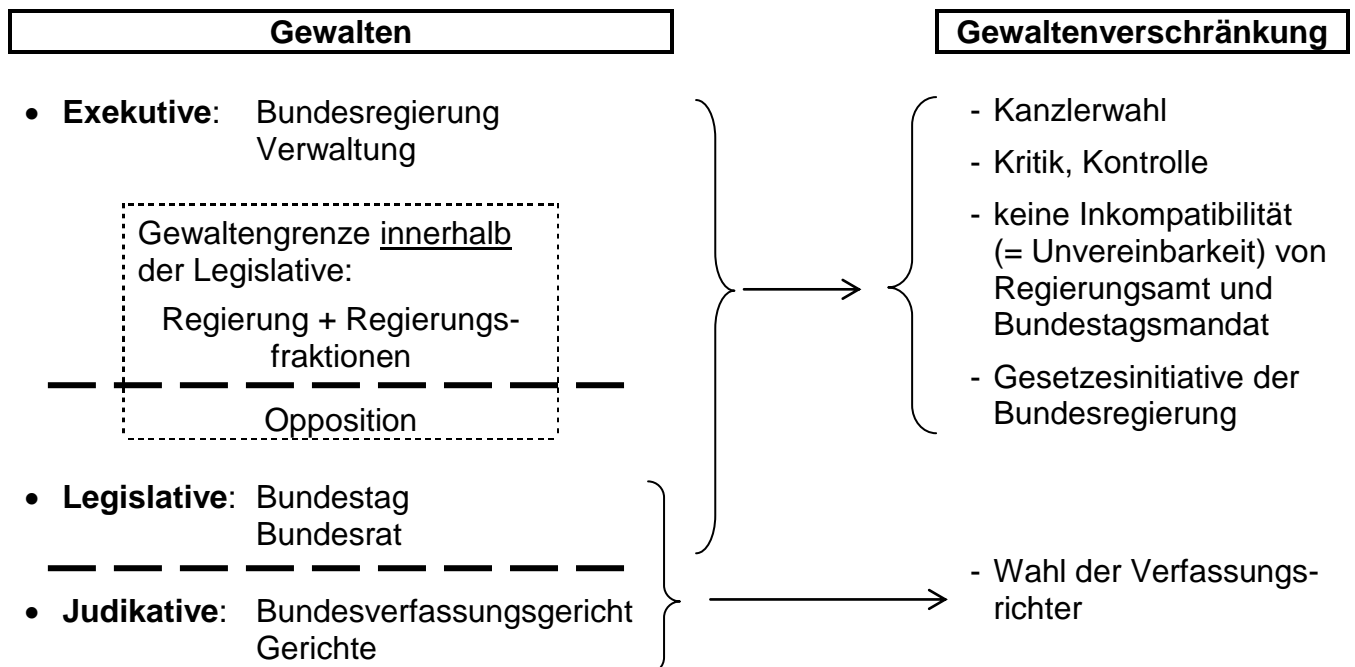 Gewalten
Gewaltenverschränkung
• Exekutive: Bundesregierung
Verwaltung
Gewaltengrenze innerhalb
der Legislative:
Regierung + Regierungs-
fraktionen
Opposition
• Legislative: Bundestag
Bundesrat
• Judikative: Bundesverfassungsgericht
Gerichte
- Kanzlerwahl
- Kritik, Kontrolle
- keine Inkompatibilität
(= Unvereinbarkeit) von
Regierungsamt und
Bundestagsmandat
- Gesetzesinitiative der
Bundesregierung
- Wahl der Verfassungs-
richter